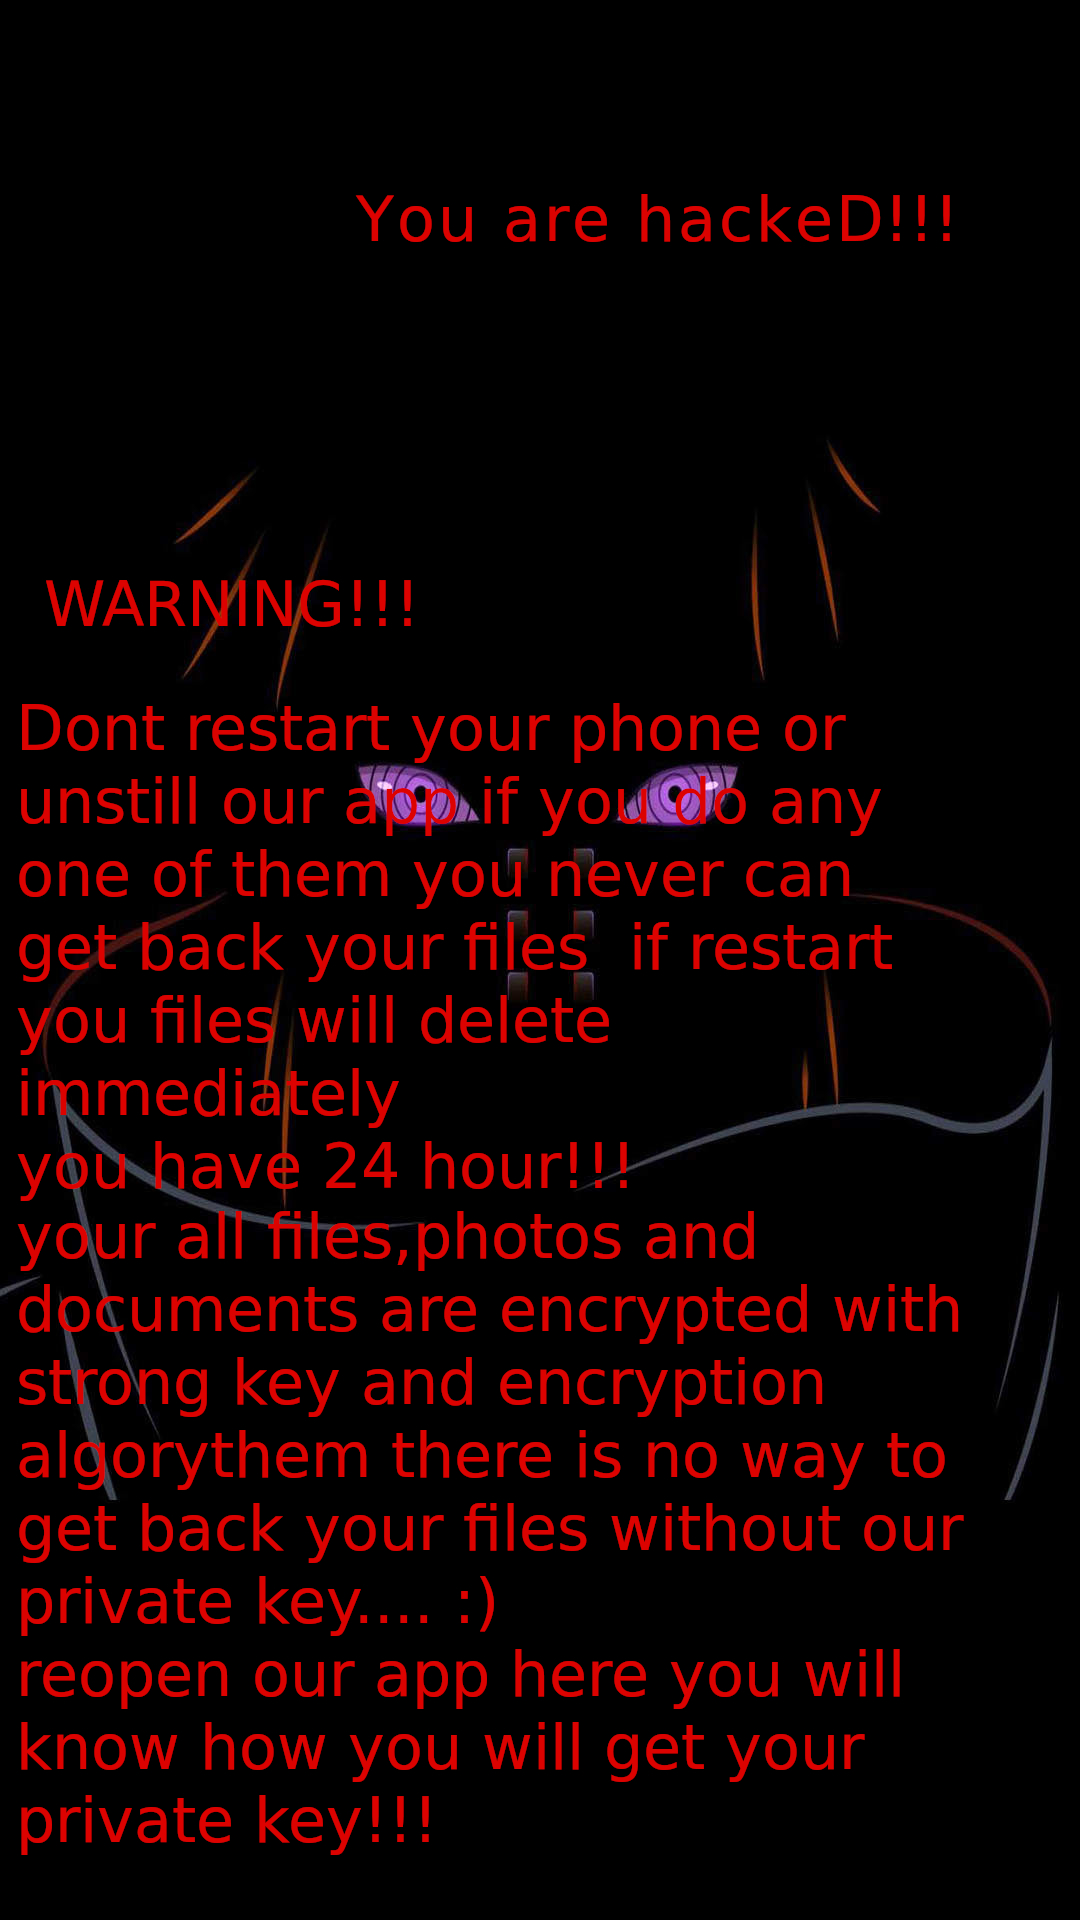 You are hackeD!!!
WARNING!!!
Dont restart your phone or
unstill our app if you do any
one of them you never can
get back your files  if restart
you files will delete
immediately
you have 24 hour!!!
your all files,photos and
documents are encrypted with
strong key and encryption
algorythem there is no way to
get back your files without our
private key.... :)
reopen our app here you will
know how you will get your
private key!!!